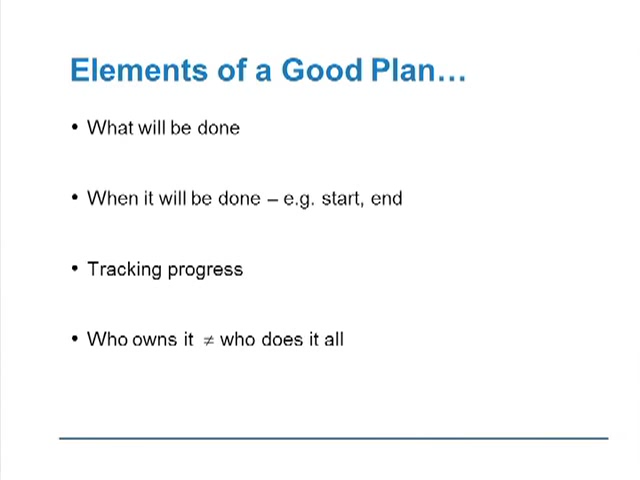 Elements of a Good Plan...
• What will be done
• When it will be done – e.g. start, end
• Tracking progress
• Who owns it ≠ who does it all